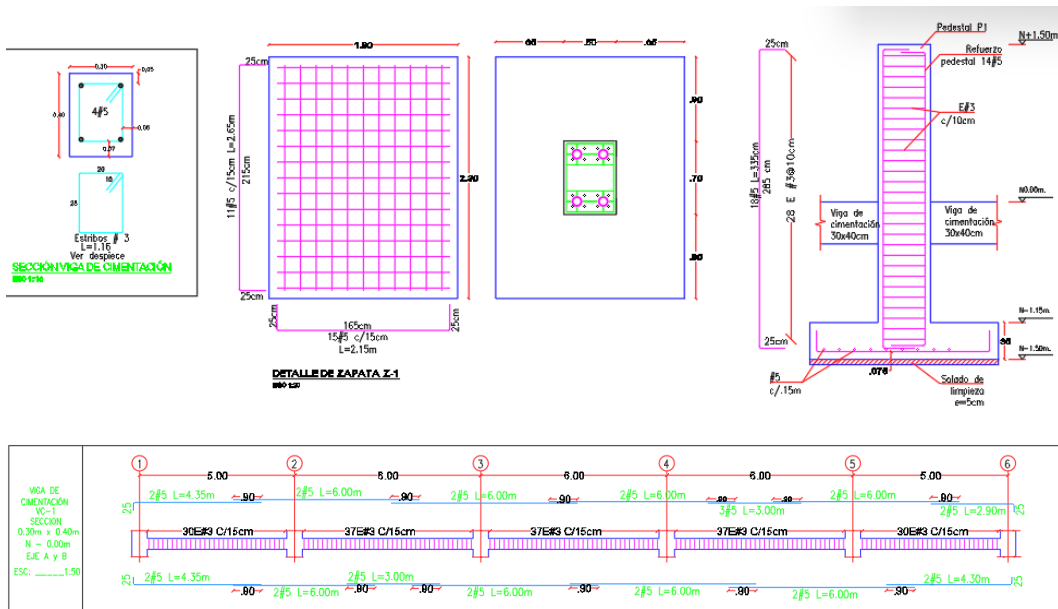 0.30
0.05
4#5
0.40
0.06
0.07
20
10
25
Estribos # 3
L=1.16
Ver despiece
SECCIÓN VIGA DE CIMENTACIÓN
ESC 1:10
1.80
25cm
11#5 c/15cm L=2.65m
215cm
2.30
25cm
25cm
165cm
25cm
15#5 c/15cm
L=2.15m
DETALLE DE ZAPATA Z-1
.65
.50
.65
.70
Pedestal P1
N+1.50m
25cm
Refuerzo
pedestal 14#5
E#3
c/10cm
18#5 L=335cm
285 cm
28 E #3@10cm
N0.00m.
Viga de
cimentación
30x40cm
Viga de
cimentación
30x40cm
N-1.15m.
25cm
N-1.50m.
#5
c/.15m
.075
Solado de
limpieza
e=5cm
VIGA DE
CIMENTACIÓN
VC-1
SECCION
0.30m x 0.40m
N - 0.00m
EJE A y B
ESC: _____1:50
1
2
3
4
5
6
5.00
6.00
6.00
6.00
5.00
2#5 L=4.35m
.90
2#5 L=6.00m
.90
2#5 L=6.00m
.90
2#5 L=6.00m
.90
.90
2#5 L=6.00m
.90
25
3#5 L=3.00m
2#5 L=2.90m
25
30E#3 C/15cm
37E#3 C/15cm
37E#3 C/15cm
37E#3 C/15cm
30E#3 C/15cm
25
2#5 L=4.35m
2#5 L=3.00m
2#5 L=4.30m
25
.90
2#5 L=6.00m
.90
.90
2#5 L=6.00m
.90
2#5 L=6.00m
.90
2#5 L=6.00m
.90